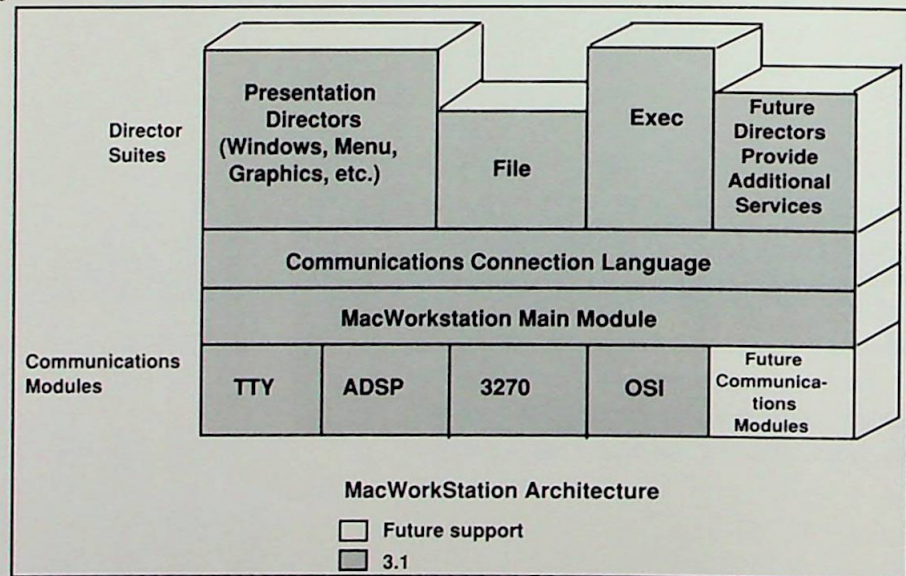 Director
Suites
Presentation
Directors
(Windows, Menu,
Graphics, etc.)
File
Exec
Future
Directors
Provide
Additional
Services
Communications Connection Language
MacWorkstation Main Module
Communications
Modules
TTY
ADSP
3270
OSI
Future
Communica-
tions
Modules
MacWorkStation Architecture
Future support
3.1